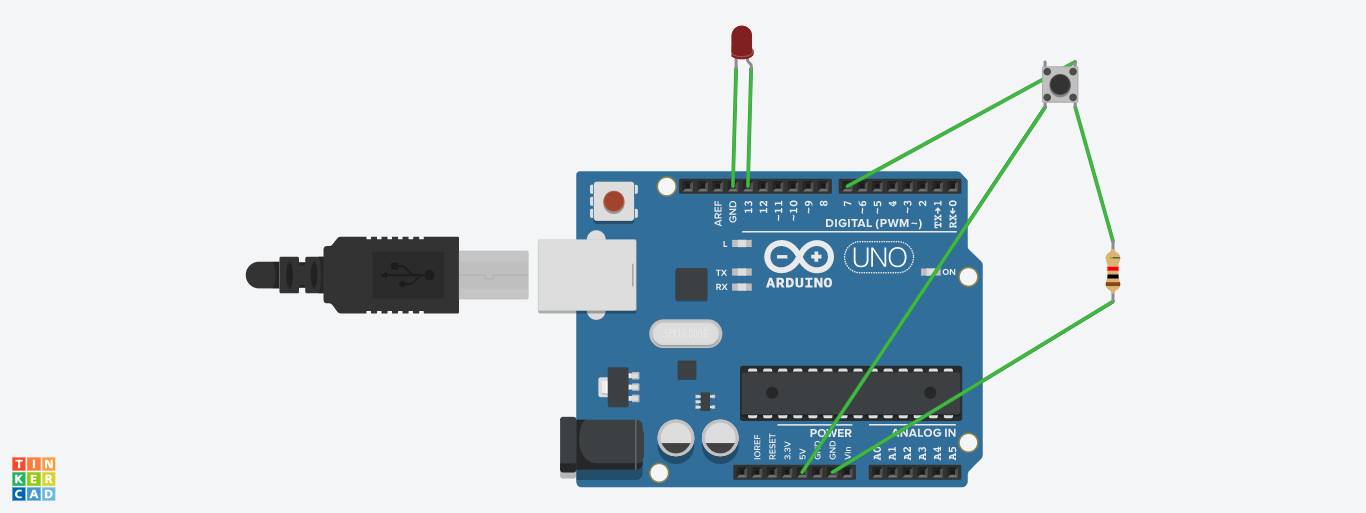 AREF
GND
13
12
~11
~10
~9
8
7
~6
~5
4
~3
2
TX→1
RX←0
DIGITAL (PWM~)
L
TX
RX
ARDUINO
UNO
ON
POWER
ANALOG IN
IOREF
RESET
3.3V
5V
GND
GND
Vin
A0
A1
A2
A3
A4
A5
TIN
KER
CAD